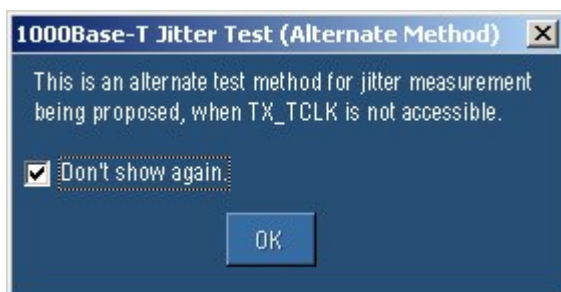 1000Base-T Jitter Test (Alternate Method)
This is an alternate test method for jitter measurement
being proposed, when TX_TCLK is not accessible.
Don't show again.
OK